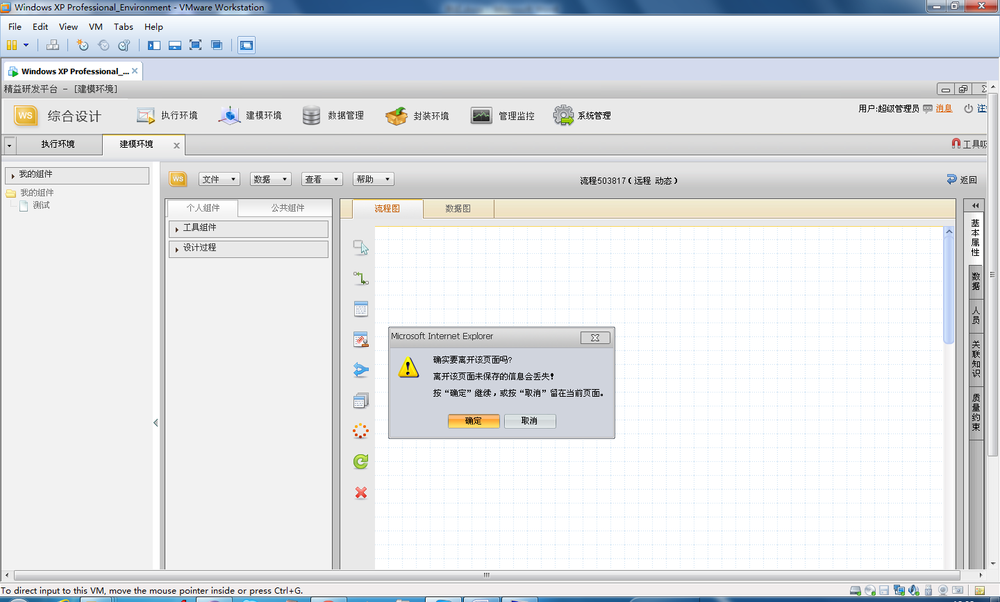 Windows XP Professional_Environment - VMware Workstation
File Edit View VM Tabs Help
Windows XP Professional_...
精益研发平台 - [建模环境]
WS 综合设计 执行环境 建模环境 数据管理 封装环境 管理监控 系统管理
用户:超级管理员 消息
执行环境 建模环境
我的组件
我的组件
测试
WS 文件 数据 查看 帮助 流程503817(远程 动态) 返回
个人组件 公共组件
工具组件
设计过程
流程图 数据图
基本属性
数据
人员
关联知识
质量约束
Microsoft Internet Explorer
确实要离开该页面吗?
离开该页面未保存的信息会丢失!
按“确定”继续,或按“取消”留在当前页面。
确定 取消
To direct input to this VM, move the mouse pointer inside or press Ctrl+G.